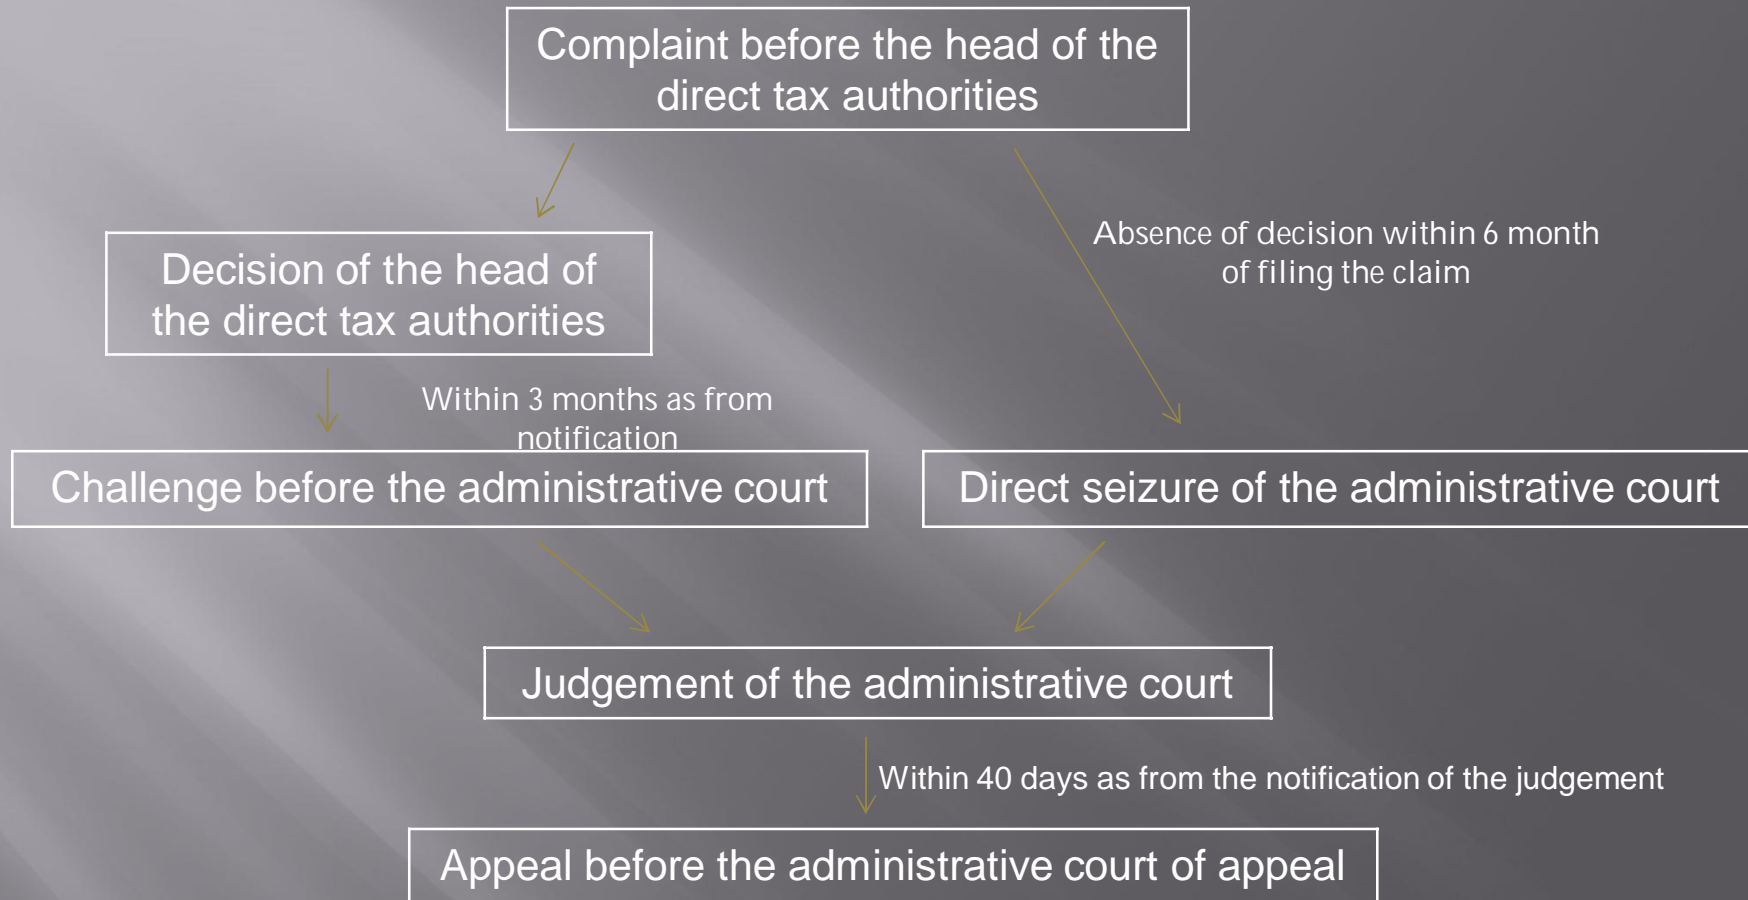 Complaint before the head of the
direct tax authorities
Absence of decision within 6 month
of filing the claim
Decision of the head of
the direct tax authorities
Within 3 months as from
notification
Challenge before the administrative court
Direct seizure of the administrative court
Judgement of the administrative court
Within 40 days as from the notification of the judgement
Appeal before the administrative court of appeal